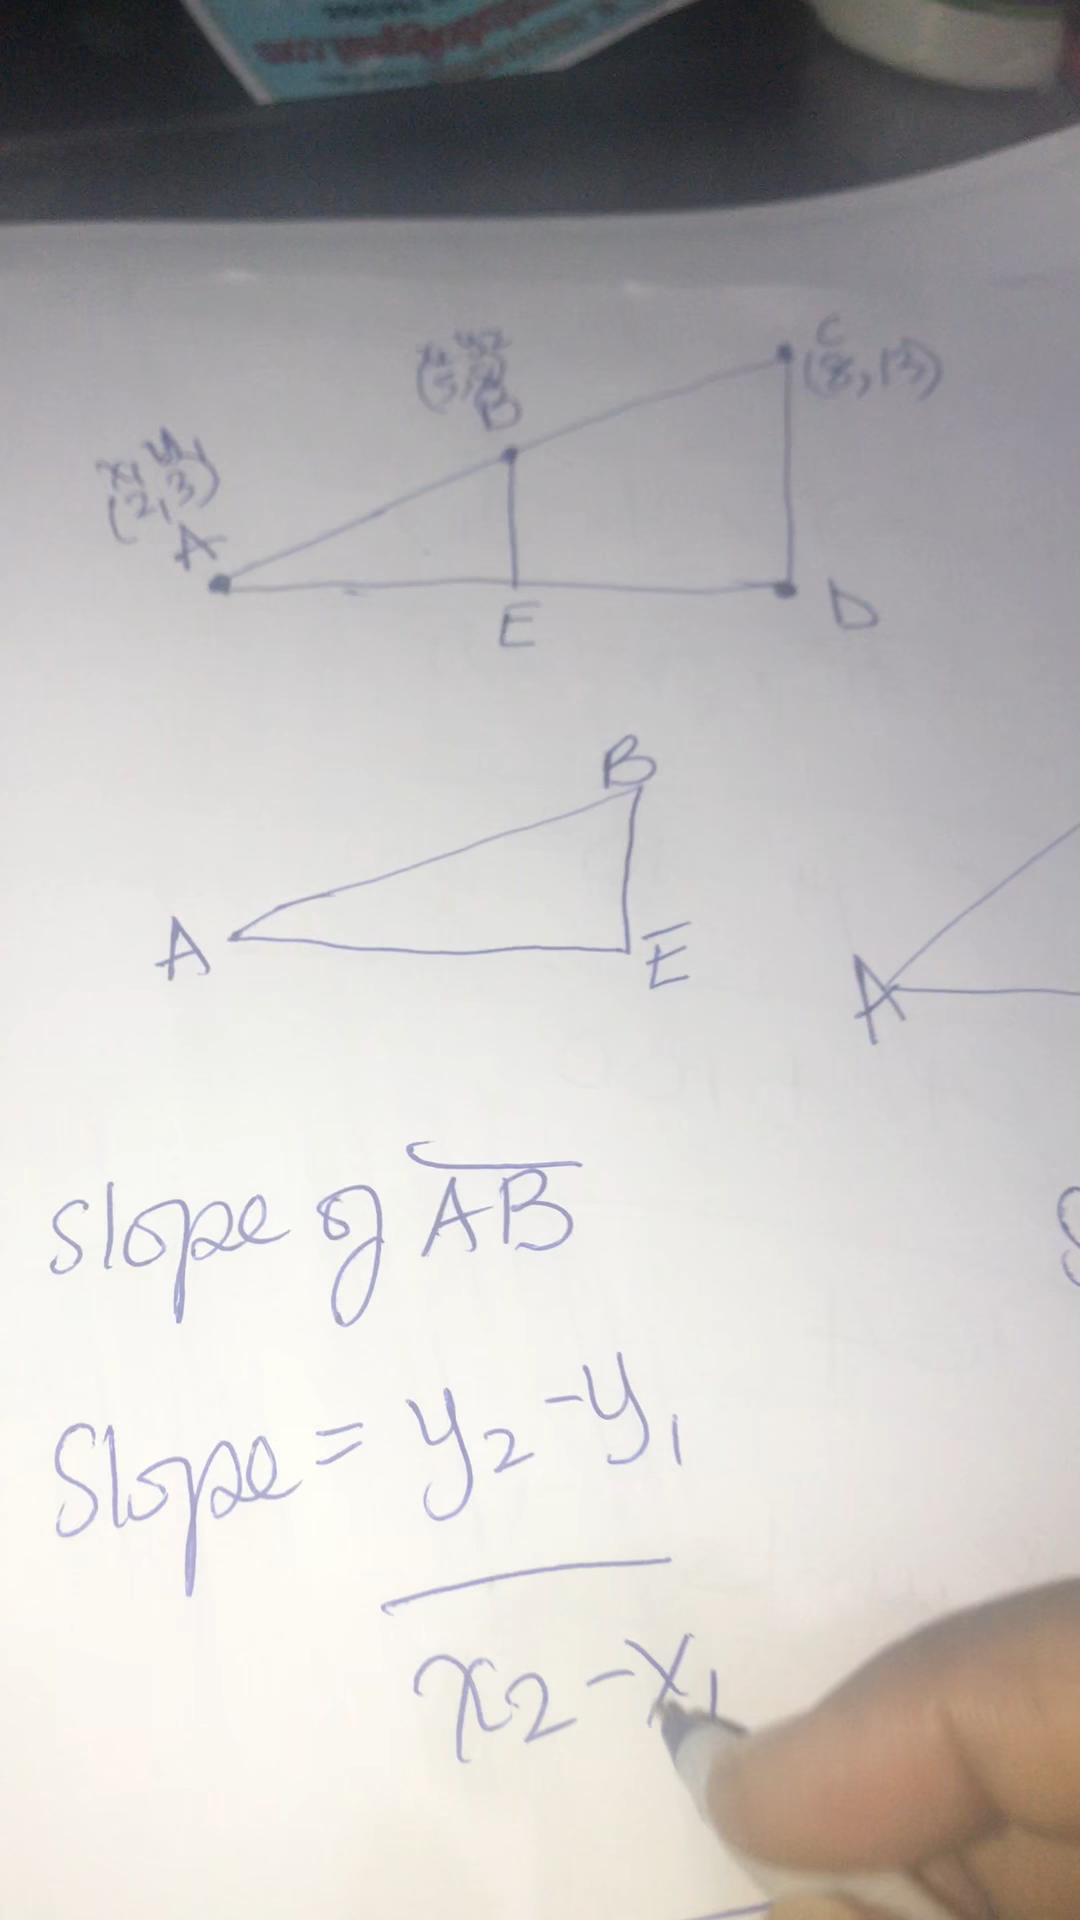 C
(8, 13)
x1 y1
(2, 3)
B
A
E
D
B
A
E
A
slope of AB
Slope = y2 - y1
x2 - x1